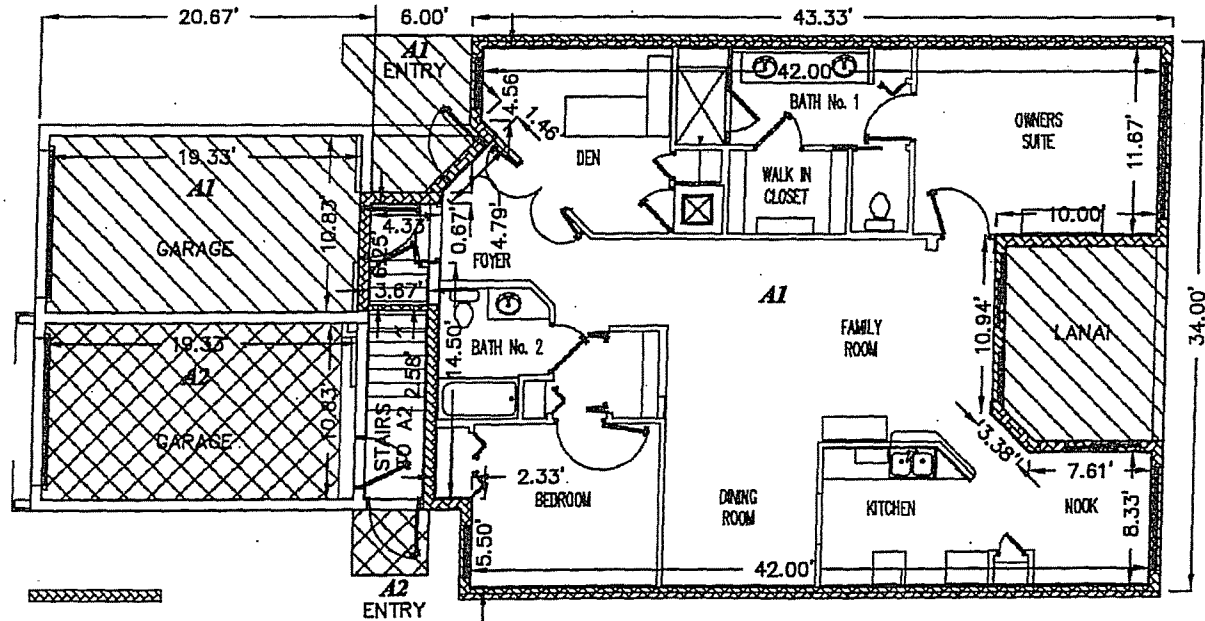 20.67'
6.00'
43.33'
A1
ENTRY
4.56'
1.46'
42.00'
BATH No. 1
OWNERS
SUITE
11.67'
DEN
WALK IN
CLOSET
10.00'
19.33'
A1
10.83'
GARAGE
4.33'
0.67'
4.79'
FOYER
3.67'
A1
FAMILY
ROOM
10.94'
LANAI
34.00'
19.33'
A2
10.83'
GARAGE
STAIRS
TO A2
2.58'
14.50'
BATH No. 2
3.38'
7.61'
2.33'
BEDROOM
DINING
ROOM
KITCHEN
NOOK
8.33'
5.50'
42.00'
A2
ENTRY